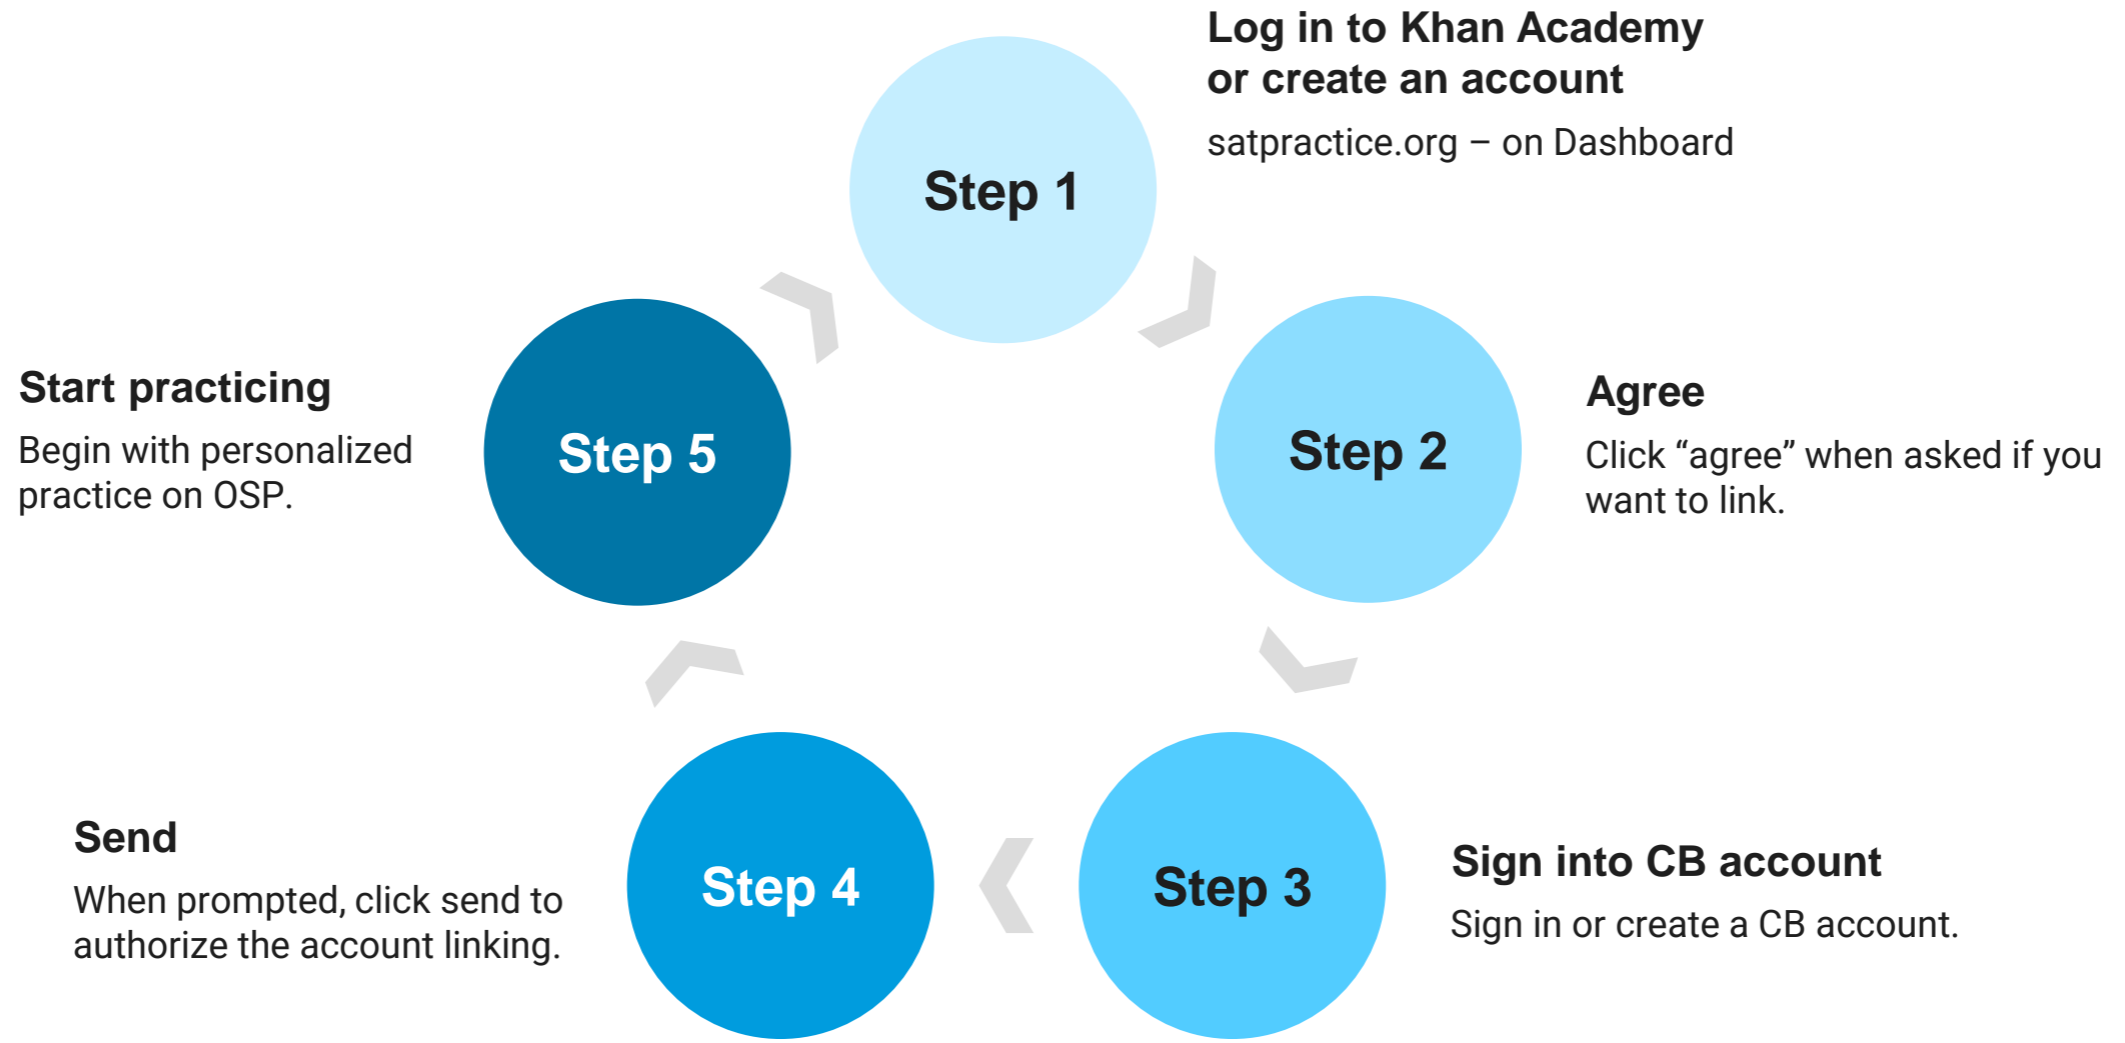 Step 1
Log in to Khan Academy
or create an account
satpractice.org – on Dashboard
Step 2
Agree
Click “agree” when asked if you
want to link.
Step 3
Sign into CB account
Sign in or create a CB account.
Step 4
Send
When prompted, click send to
authorize the account linking.
Step 5
Start practicing
Begin with personalized
practice on OSP.